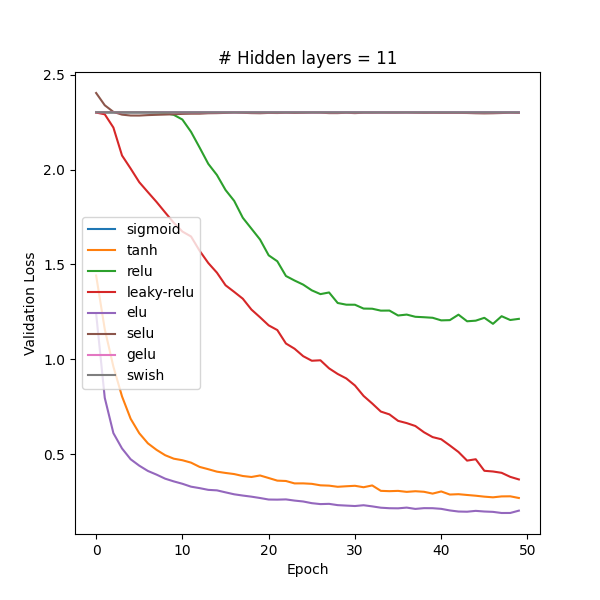 # Hidden layers = 11
2.5
2.0
1.5
1.0
0.5
Validation Loss
sigmoid
tanh
relu
leaky-relu
elu
selu
gelu
swish
0 10 20 30 40 50
Epoch